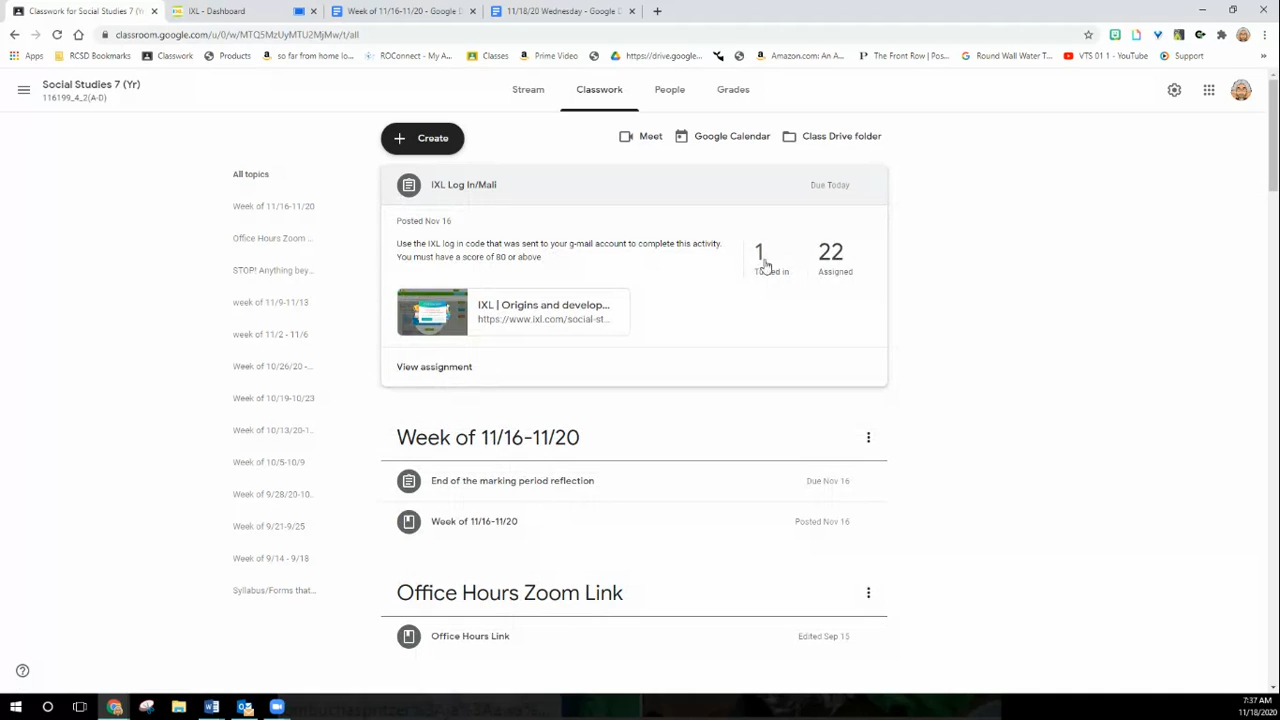 Classwork for Social Studies 7 (Yr)
IXL - Dashboard
Week of 11/16-11/20 - Google D
11/18/20 Wednesday - Google D
classroom.google.com/u/0/w/MTQ5MzUyMTU2MjMw/t/all
Apps
RCSD Bookmarks
Classwork
Products
so far from home lo...
ROConnect - My A...
Classes
Prime Video
https://drive.google...
Amazon.com: An A...
The Front Row | Pos...
Round Wall Water T...
VTS 01 1 - YouTube
Support
Social Studies 7 (Yr)
116199_4_2(A-D)
Stream
Classwork
People
Grades
Create
Meet
Google Calendar
Class Drive folder
All topics
Week of 11/16-11/20
Office Hours Zoom ...
STOP! Anything bey...
week of 11/9-11/13
week of 11/2 - 11/6
Week of 10/26/20 -...
Week of 10/19-10/23
Week of 10/13/20-1...
Week of 10/5-10/9
Week of 9/28/20-10...
Week of 9/21-9/25
Week of 9/14 - 9/18
Syllabus/Forms that...
IXL Log In/Mali
Due Today
Posted Nov 16
Use the IXL log in code that was sent to your g-mail account to complete this activity.
You must have a score of 80 or above
1
Turned in
22
Assigned
IXL | Origins and develop...
https://www.ixl.com/social-st...
View assignment
Week of 11/16-11/20
End of the marking period reflection
Due Nov 16
Week of 11/16-11/20
Posted Nov 16
Office Hours Zoom Link
Office Hours Link
Edited Sep 15
7:37 AM
11/18/2020